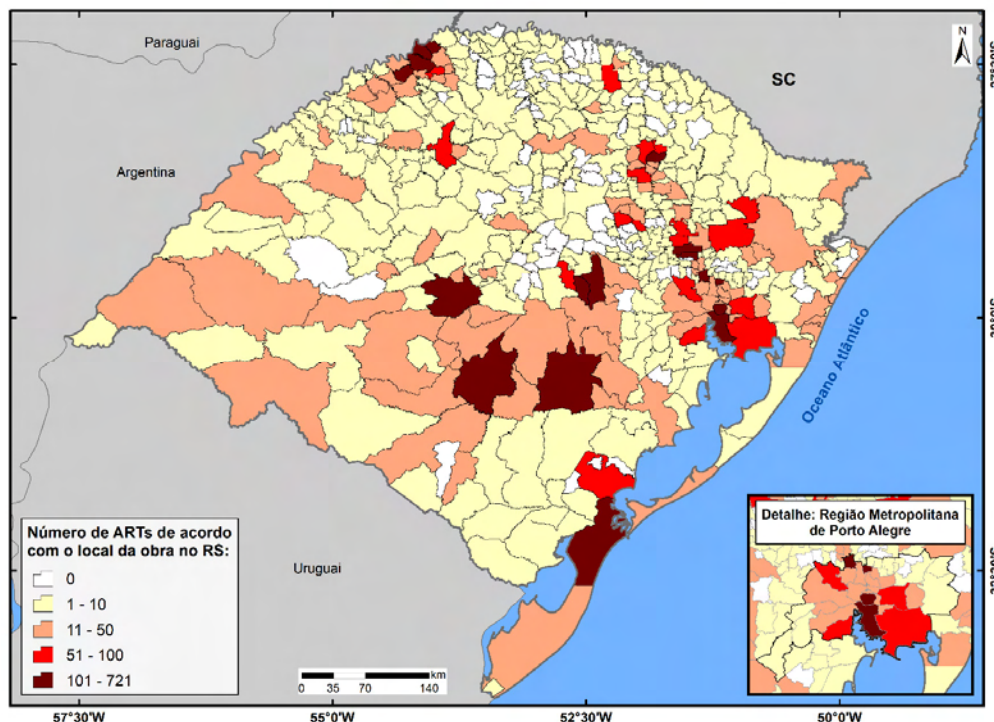 Paraguai
N
SC
Argentina
Oceano Atlântico
Uruguai
Número de ARTs de acordo
com o local da obra no RS:
0
1 - 10
11 - 50
51 - 100
101 - 721
0 35 70 140
km
Detalhe: Região Metropolitana
de Porto Alegre
57°30'W
55°0'W
52°30'W
50°0'W